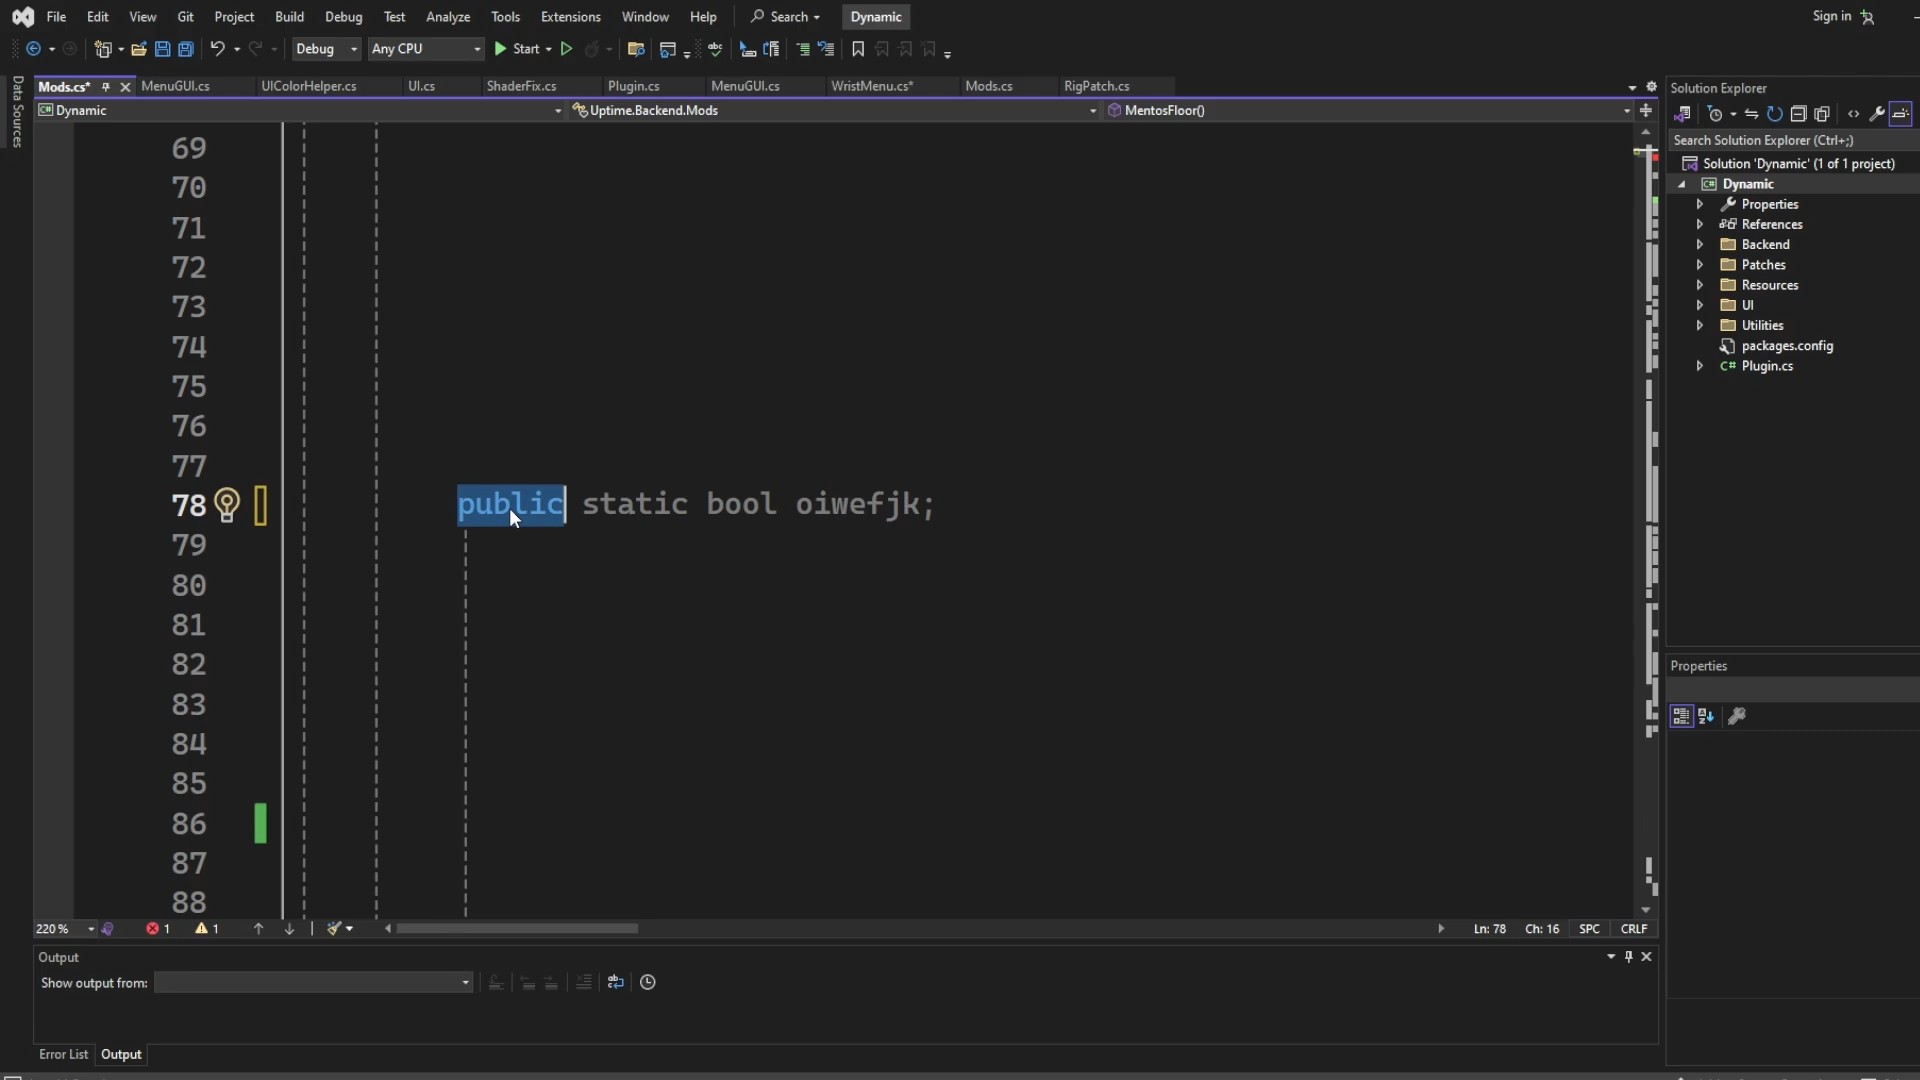 File Edit View Git Project Build Debug Test Analyze Tools Extensions Window Help Search Dynamic Sign in
Debug Any CPU Start
Data Sources
Mods.cs* MenuGUI.cs UIColorHelper.cs UI.cs ShaderFix.cs Plugin.cs MenuGUI.cs WristMenu.cs* Mods.cs RigPatch.cs
Dynamic Uptime.Backend.Mods MentosFloor()
69
70
71
72
73
74
75
76
77
78 public static bool oiwefjk;
79
80
81
82
83
84
85
86
87
88
220 % 1 1 Ln: 78 Ch: 16 SPC CRLF
Output
Show output from:
Error List Output
Solution Explorer
Search Solution Explorer (Ctrl+;)
Solution 'Dynamic' (1 of 1 project)
C# Dynamic
Properties
References
Backend
Patches
Resources
UI
Utilities
packages.config
C# Plugin.cs
Properties